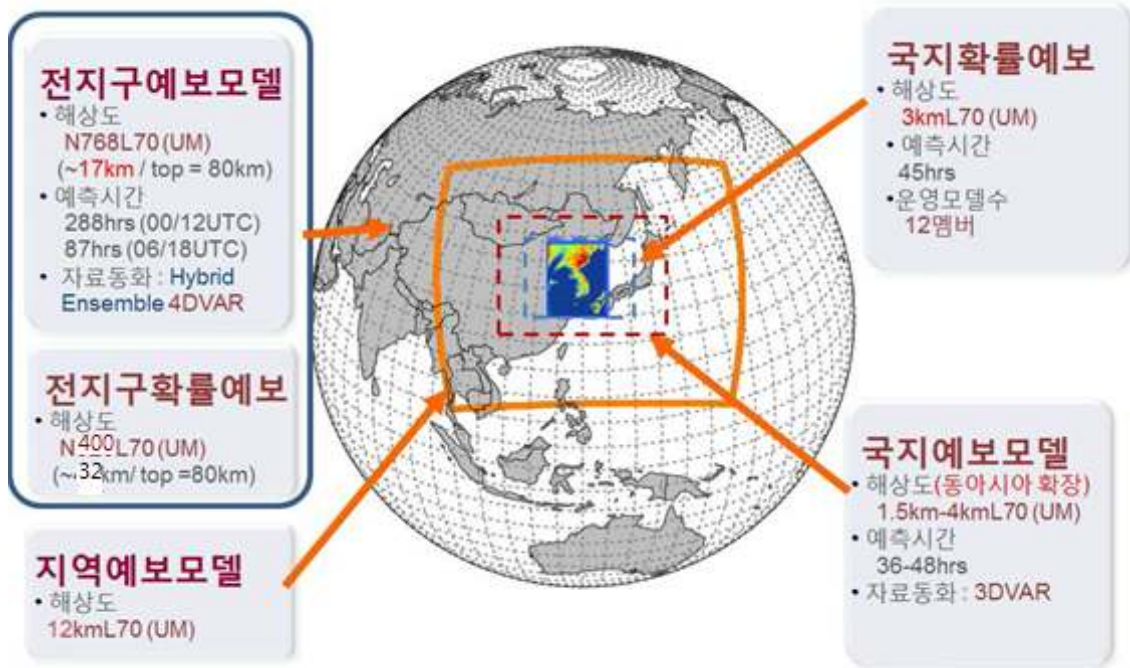 전지구예보모델
• 해상도
N768L70 (UM)
(~17km / top = 80km)
• 예측시간
288hrs (00/12UTC)
87hrs (06/18UTC)
• 자료동화 : Hybrid
Ensemble 4DVAR
전지구확률예보
• 해상도
N400L70 (UM)
(~32km/ top =80km)
지역예보모델
• 해상도
12kmL70 (UM)
국지확률예보
• 해상도
3kmL70 (UM)
• 예측시간
45hrs
•운영모델수
12멤버
국지예보모델
• 해상도(동아시아 확장)
1.5km-4kmL70 (UM)
• 예측시간
36-48hrs
• 자료동화 : 3DVAR